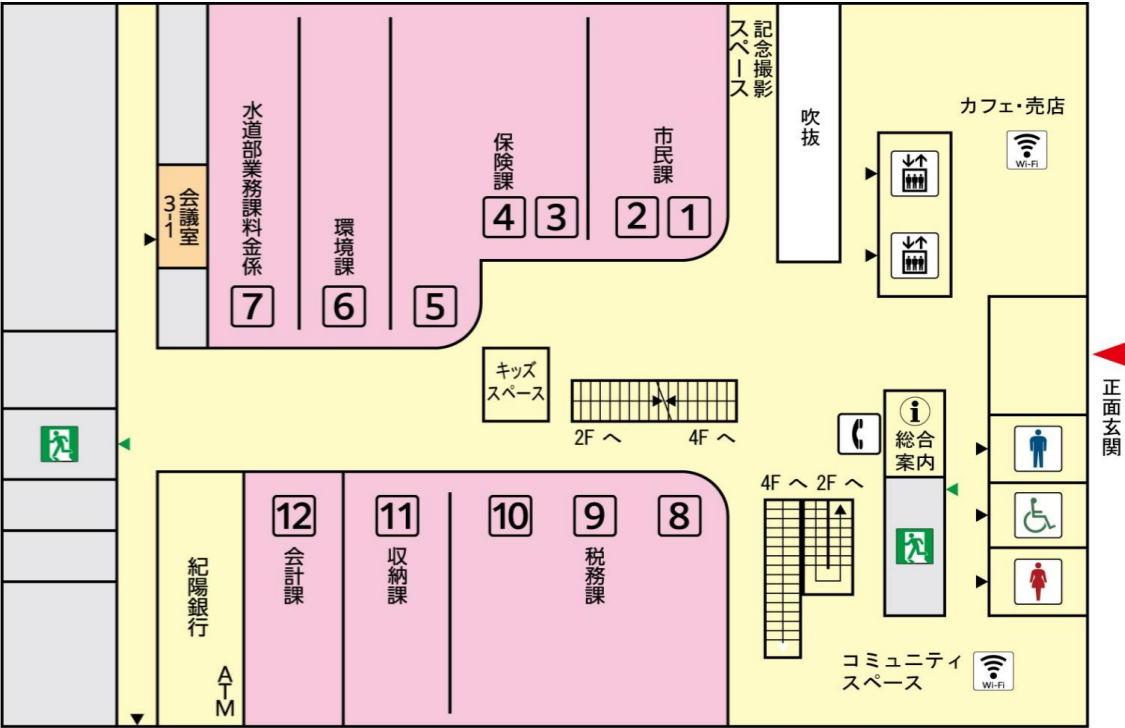 記念撮影
スペース
吹抜
カフェ・売店
Wi-Fi
水道部業務課料金係
保険課
市民課
会議室
3-1
環境課
4
3
2
1
7
6
5
キッズ
スペース
正面玄関
2F へ
4F へ
i
総合
案内
4F へ 2F へ
12
11
10
9
8
会計課
収納課
税務課
紀陽銀行
ATM
コミュニティ
スペース
Wi-Fi